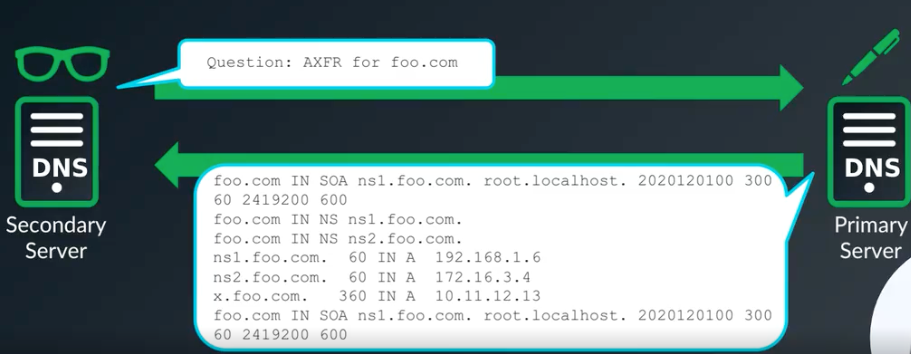 Question: AXFR for foo.com
DNS
Secondary
Server
DNS
Primary
Server
foo.com IN SOA ns1.foo.com. root.localhost. 2020120100 300
60 2419200 600
foo.com IN NS ns1.foo.com.
foo.com IN NS ns2.foo.com.
ns1.foo.com.  60 IN A  192.168.1.6
ns2.foo.com.  60 IN A  172.16.3.4
x.foo.com.   360 IN A  10.11.12.13
foo.com IN SOA ns1.foo.com. root.localhost. 2020120100 300
60 2419200 600